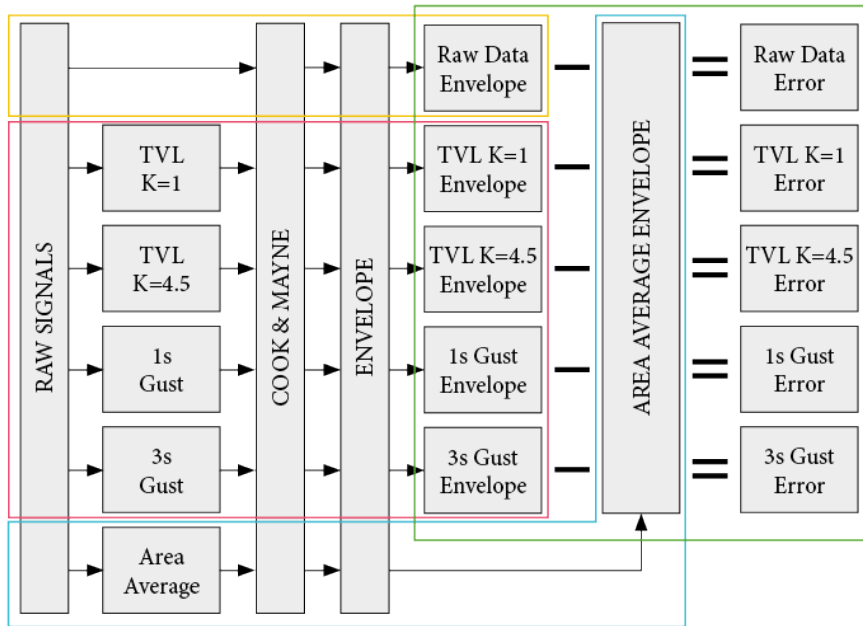 RAW SIGNALS
TVL
K=1
TVL
K=4.5
1s
Gust
3s
Gust
Area
Average
COOK & MAYNE
ENVELOPE
Raw Data
Envelope
TVL K=1
Envelope
TVL K=4.5
Envelope
1s Gust
Envelope
3s Gust
Envelope
AREA AVERAGE ENVELOPE
Raw Data
Error
TVL K=1
Error
TVL K=4.5
Error
1s Gust
Error
3s Gust
Error